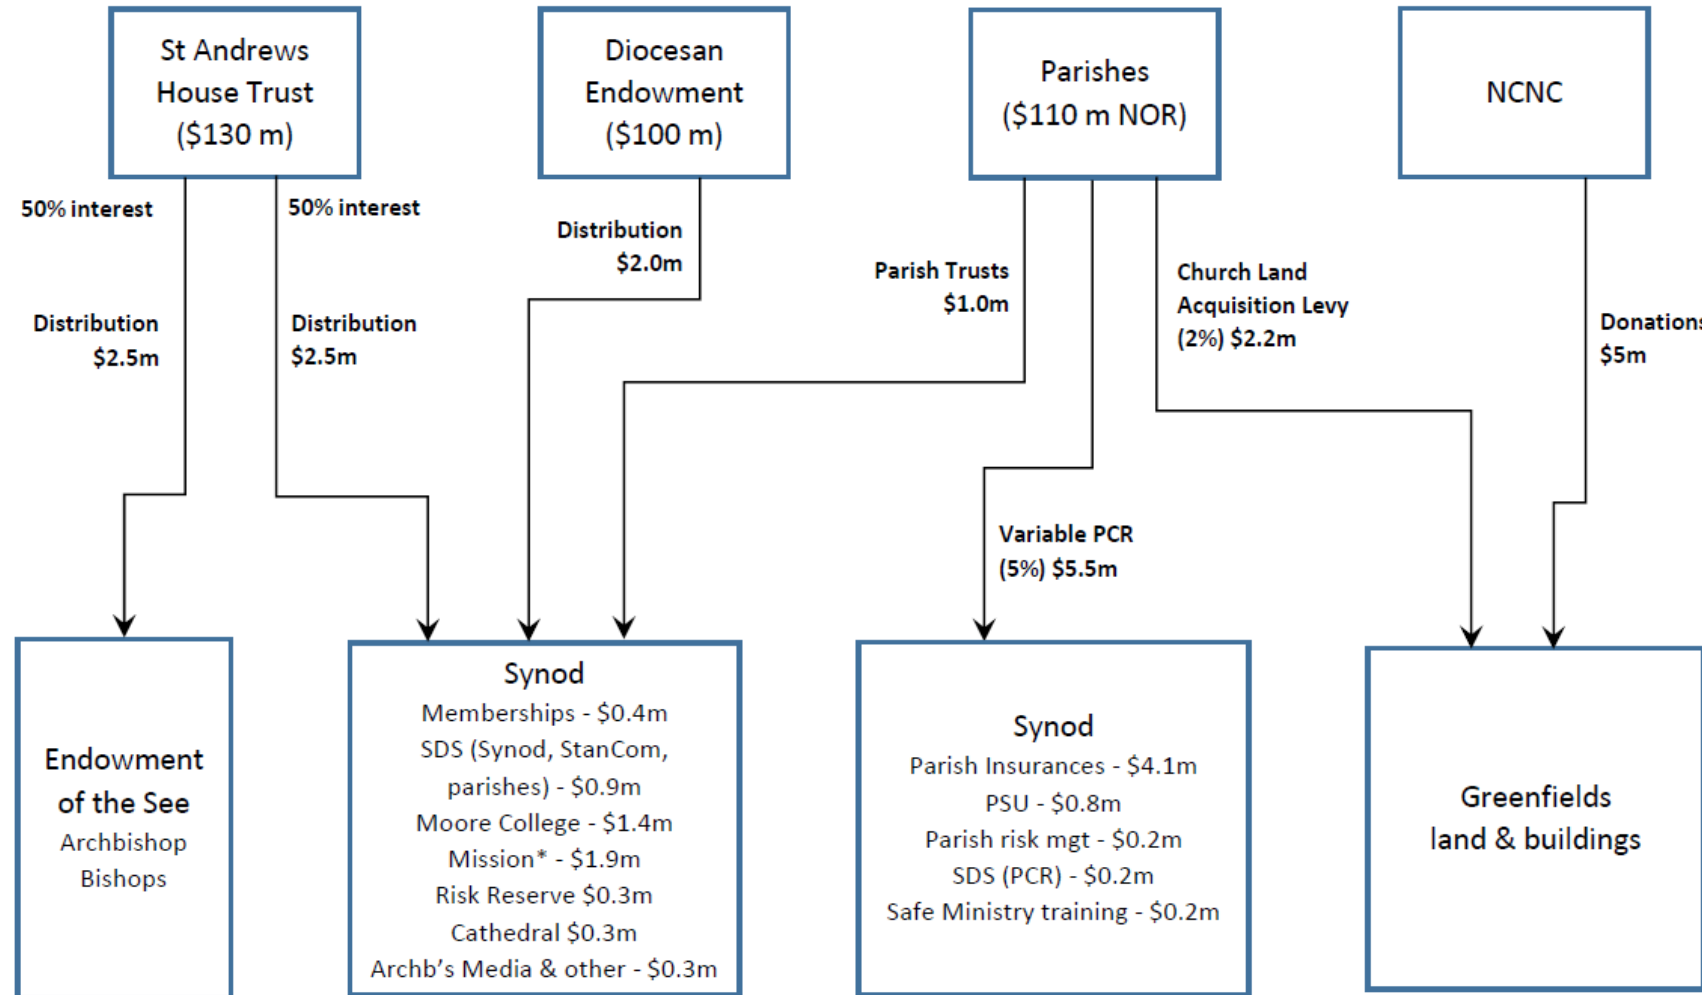 St Andrews
House Trust
($130 m)
Diocesan
Endowment
($100 m)
Parishes
($110 m NOR)
NCNC
50% interest
50% interest
Distribution
$2.0m
Parish Trusts
$1.0m
Church Land
Acquisition Levy
(2%) $2.2m
Distribution
$2.5m
Distribution
$2.5m
Donations
$5m
Variable PCR
(5%) $5.5m
Endowment
of the See
Archbishop
Bishops
Synod
Memberships - $0.4m
SDS (Synod, StanCom,
parishes) - $0.9m
Moore College - $1.4m
Mission* - $1.9m
Risk Reserve $0.3m
Cathedral $0.3m
Archb's Media & other - $0.3m
Synod
Parish Insurances - $4.1m
PSU - $0.8m
Parish risk mgt - $0.2m
SDS (PCR) - $0.2m
Safe Ministry training - $0.2m
Greenfields
land & buildings